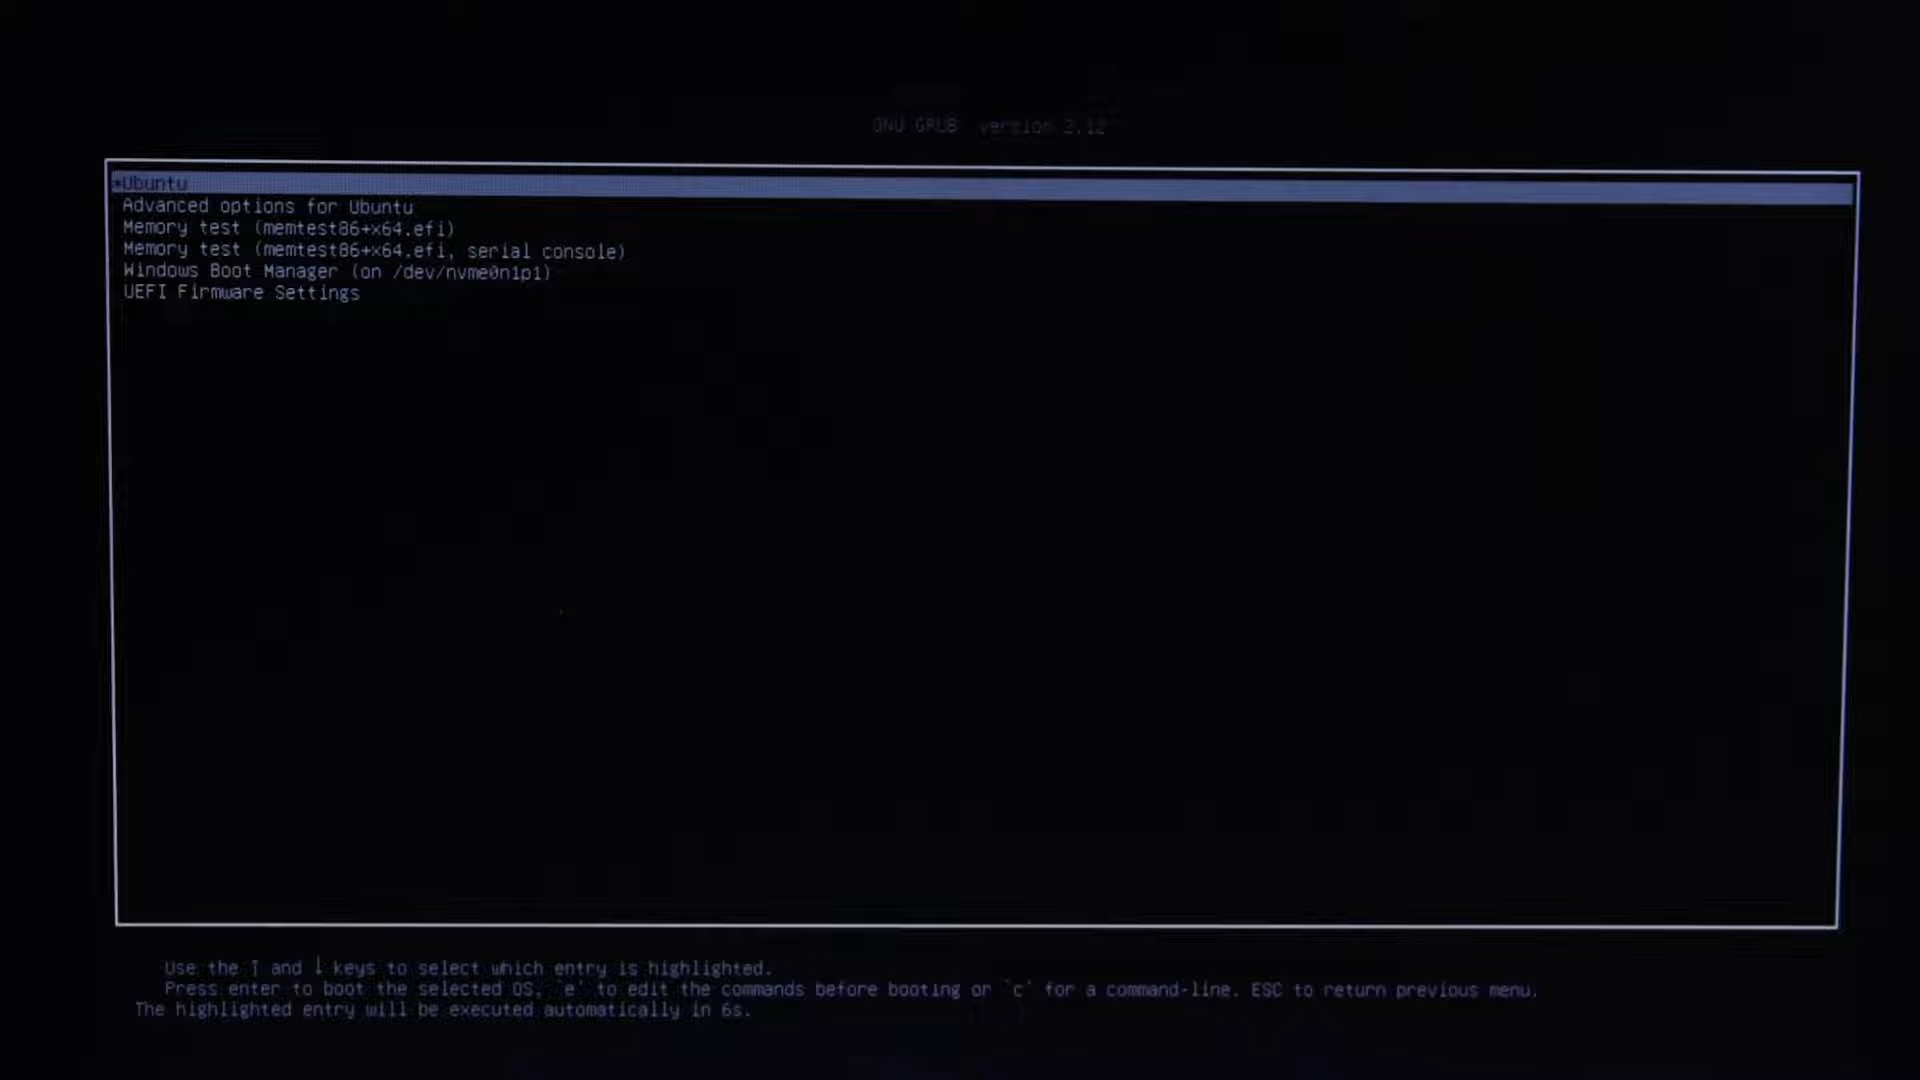 GNU GRUB  version 2.12
*Ubuntu
Advanced options for Ubuntu
Memory test (memtest86+x64.efi)
Memory test (memtest86+x64.efi, serial console)
Windows Boot Manager (on /dev/nvme0n1p1)
UEFI Firmware Settings
Use the ↑ and ↓ keys to select which entry is highlighted.
Press enter to boot the selected OS, `e' to edit the commands before booting or `c' for a command-line. ESC to return previous menu.
The highlighted entry will be executed automatically in 6s.